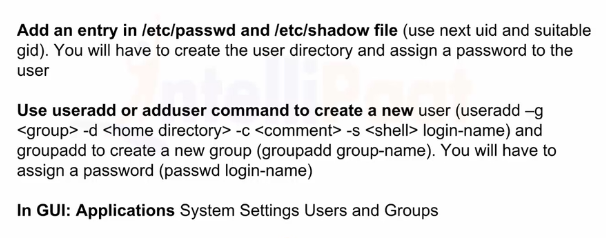 Add an entry in /etc/passwd and /etc/shadow file (use next uid and suitable
gid). You will have to create the user directory and assign a password to the
user
Use useradd or adduser command to create a new user (useradd –g
<group> -d <home directory> -c <comment> -s <shell> login-name) and
groupadd to create a new group (groupadd group-name). You will have to
assign a password (passwd login-name)
In GUI: Applications System Settings Users and Groups